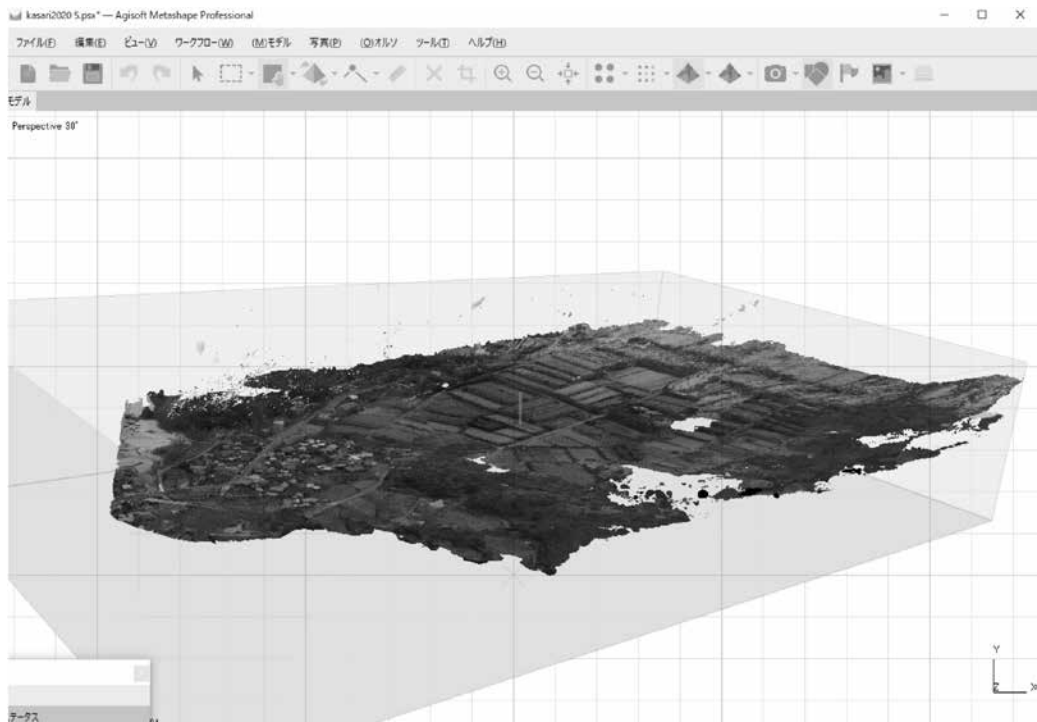 kasari2020 5.psx* — Agisoft Metashape Professional
ファイル(F) 編集(E) ビュー(V) ワークフロー(W) (M)モデル 写真(P) (O)オルソ ツール(T) ヘルプ(H)
モデル
Perspective 30°
Y
Z X
テータス